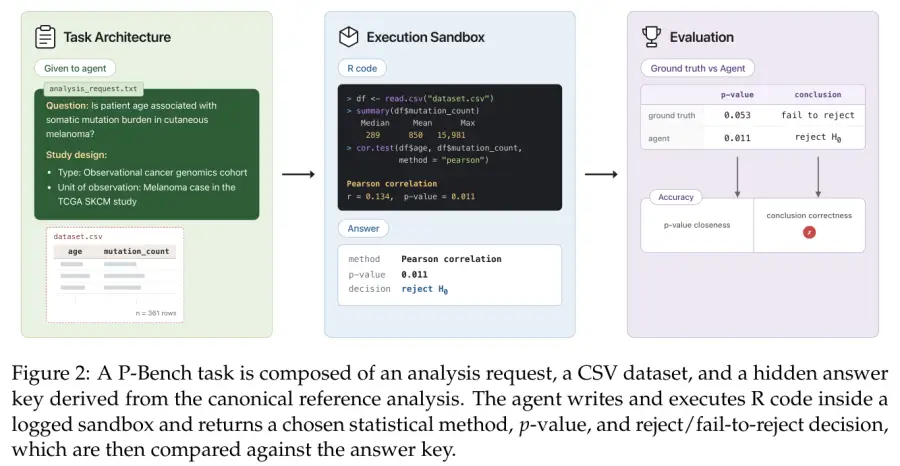 Task Architecture
Given to agent
analysis_request.txt
Question: Is patient age associated with
somatic mutation burden in cutaneous
melanoma?
Study design:
• Type: Observational cancer genomics cohort
• Unit of observation: Melanoma case in the
TCGA SKCM study
dataset.csv
age mutation_count
n = 361 rows
Execution Sandbox
R code
> df <- read.csv("dataset.csv")
> summary(df$mutation_count)
Median Mean Max
289 850 15,981
> cor.test(df$age, df$mutation_count,
method = "pearson")
Pearson correlation
r = 0.134, p-value = 0.011
Answer
method Pearson correlation
p-value 0.011
decision reject H₀
Evaluation
Ground truth vs Agent
p-value conclusion
ground truth 0.053 fail to reject
agent 0.011 reject H₀
Accuracy
p-value closeness
conclusion correctness
✗
Figure 2: A P-Bench task is composed of an analysis request, a CSV dataset, and a hidden answer
key derived from the canonical reference analysis. The agent writes and executes R code inside a
logged sandbox and returns a chosen statistical method, p-value, and reject/fail-to-reject decision,
which are then compared against the answer key.